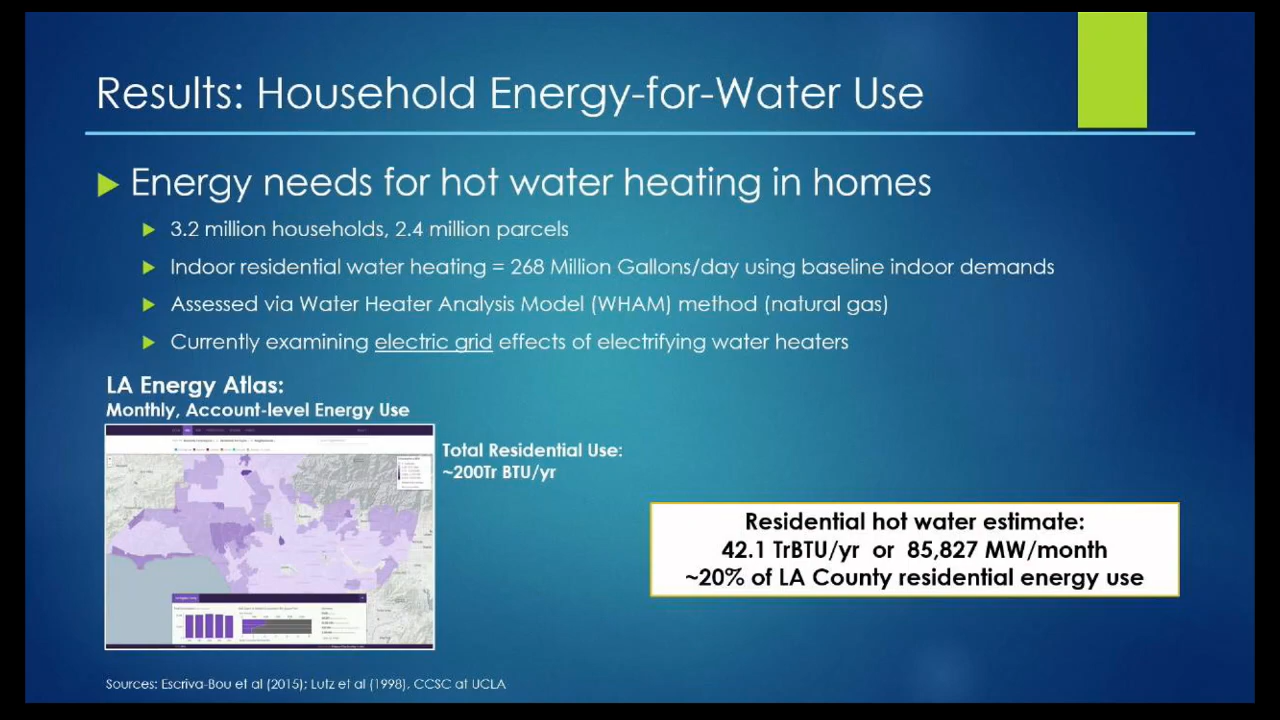 Results: Household Energy-for-Water Use
Energy needs for hot water heating in homes
3.2 million households, 2.4 million parcels
Indoor residential water heating = 268 Million Gallons/day using baseline indoor demands
Assessed via Water Heater Analysis Model (WHAM) method (natural gas)
Currently examining electric grid effects of electrifying water heaters
LA Energy Atlas:
Monthly, Account-level Energy Use
Total Residential Use:
~200Tr BTU/yr
Residential hot water estimate:
42.1 TrBTU/yr or 85,827 MW/month
~20% of LA County residential energy use
Sources: Escriva-Bou et al (2015); Lutz et al (1998), CCSC at UCLA